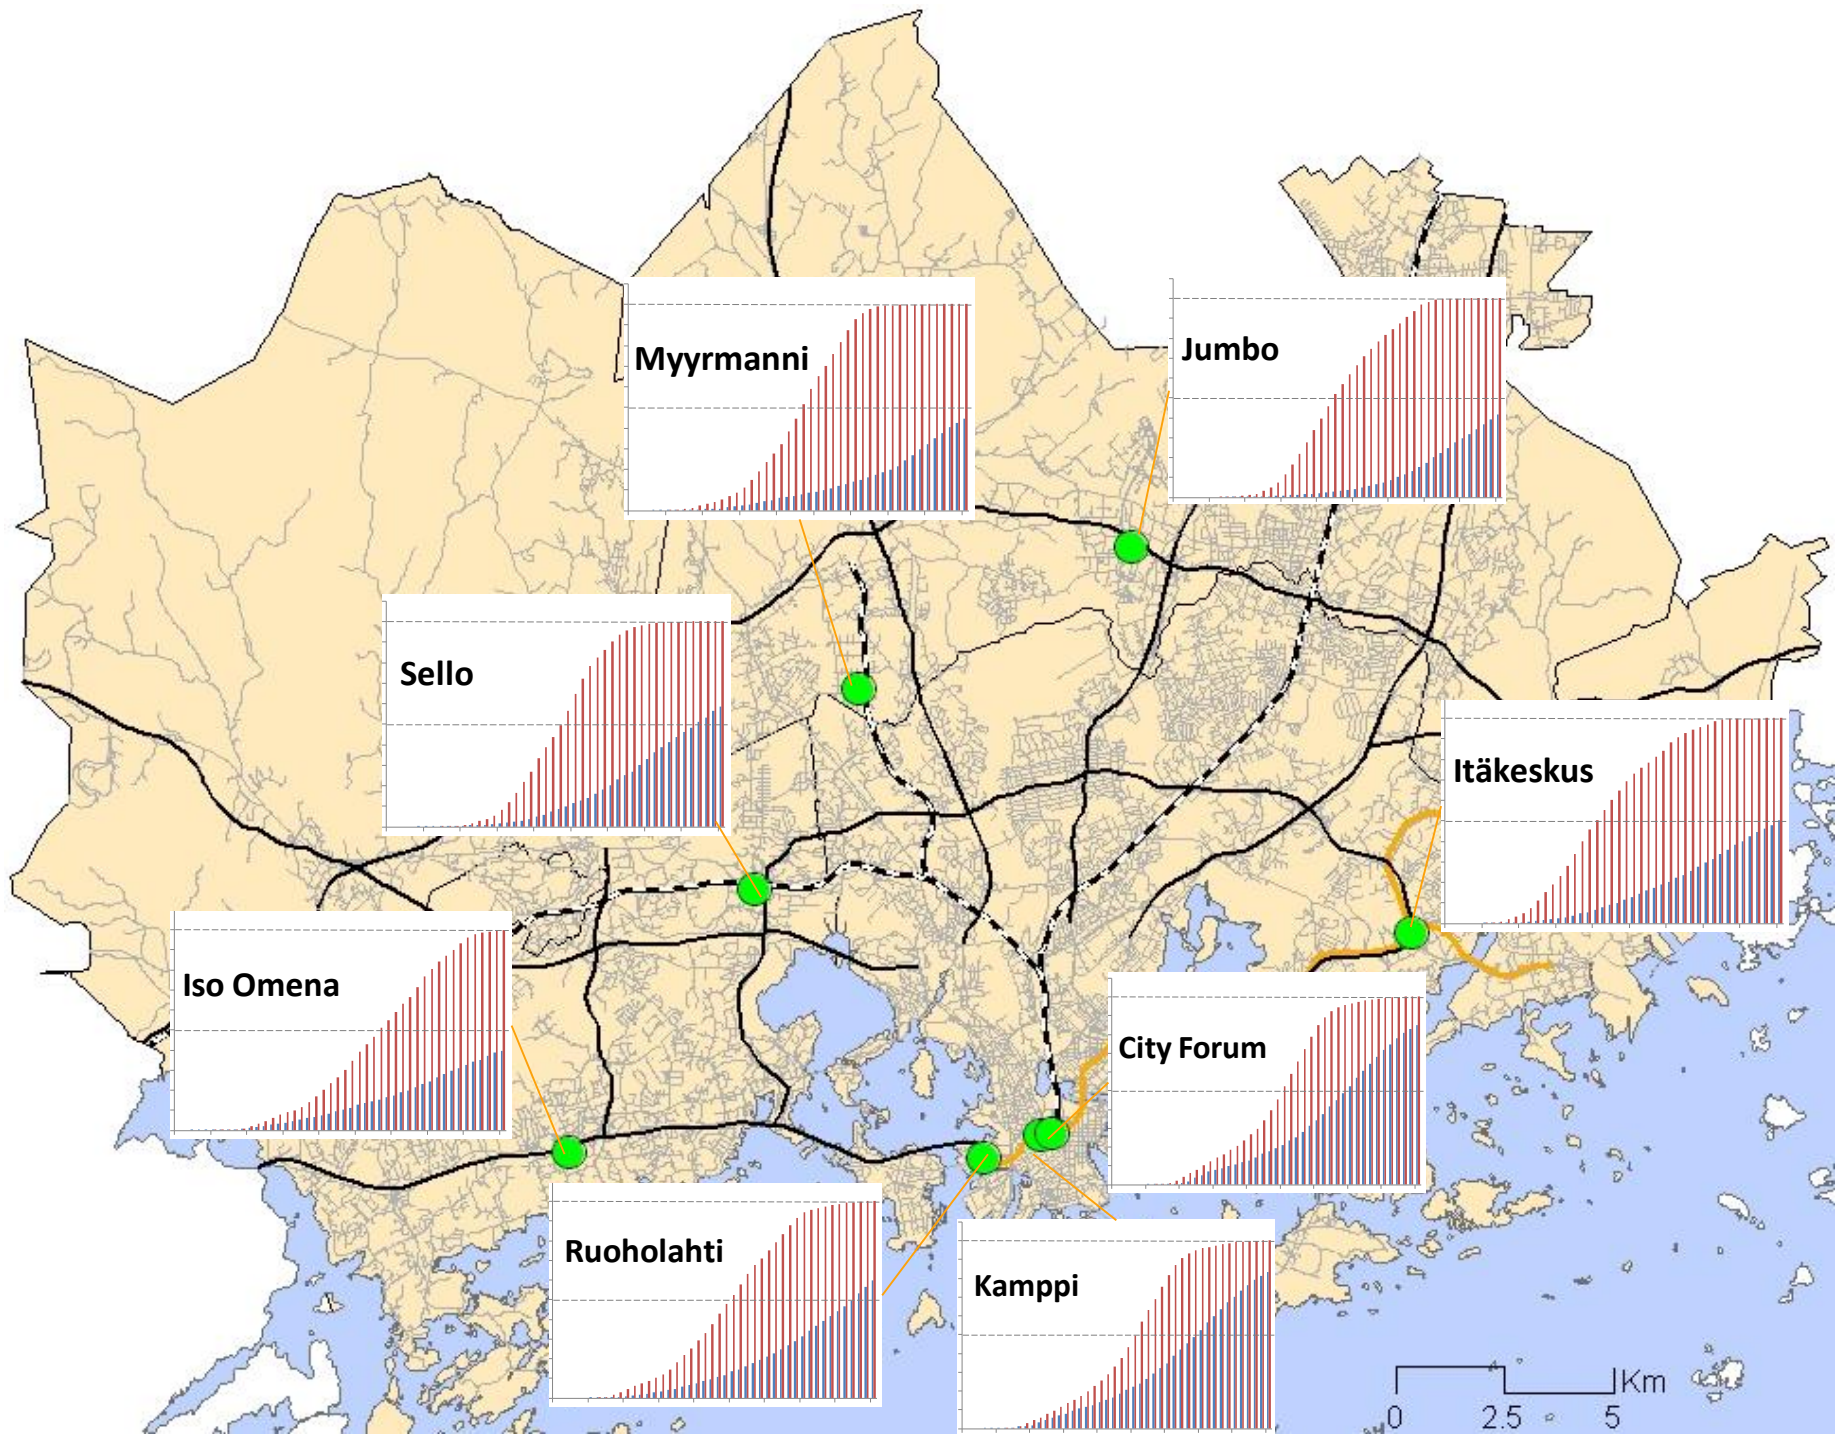 Myyrmanni
Jumbo
Sello
Itäkeskus
Iso Omena
City Forum
Ruoholahti
Kamppi
Km
0 2.5 5